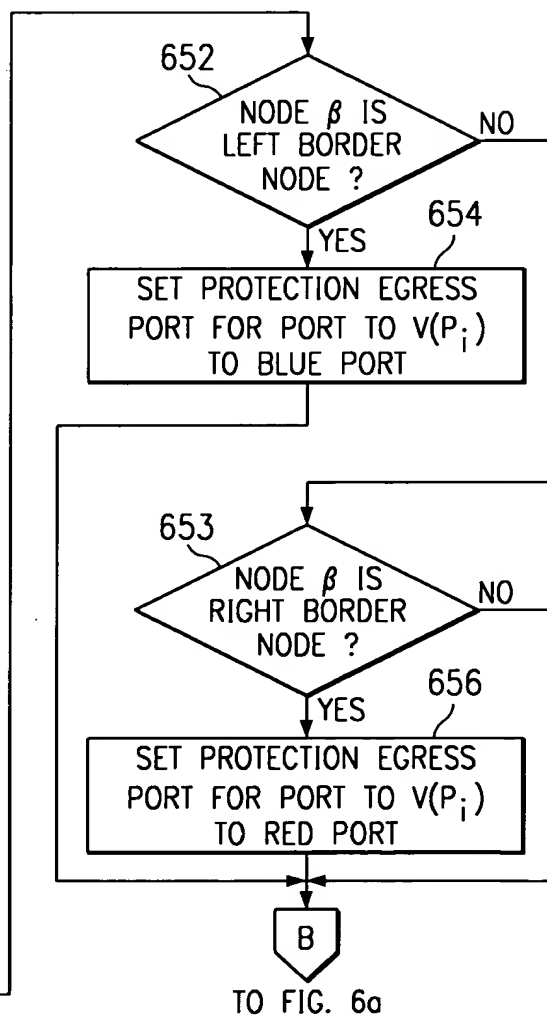 652
NODE β IS
LEFT BORDER
NODE ?
NO
YES
654
SET PROTECTION EGRESS
PORT FOR PORT TO V(Pi)
TO BLUE PORT
653
NODE β IS
RIGHT BORDER
NODE ?
NO
YES
656
SET PROTECTION EGRESS
PORT FOR PORT TO V(Pi)
TO RED PORT
B
TO FIG. 6a